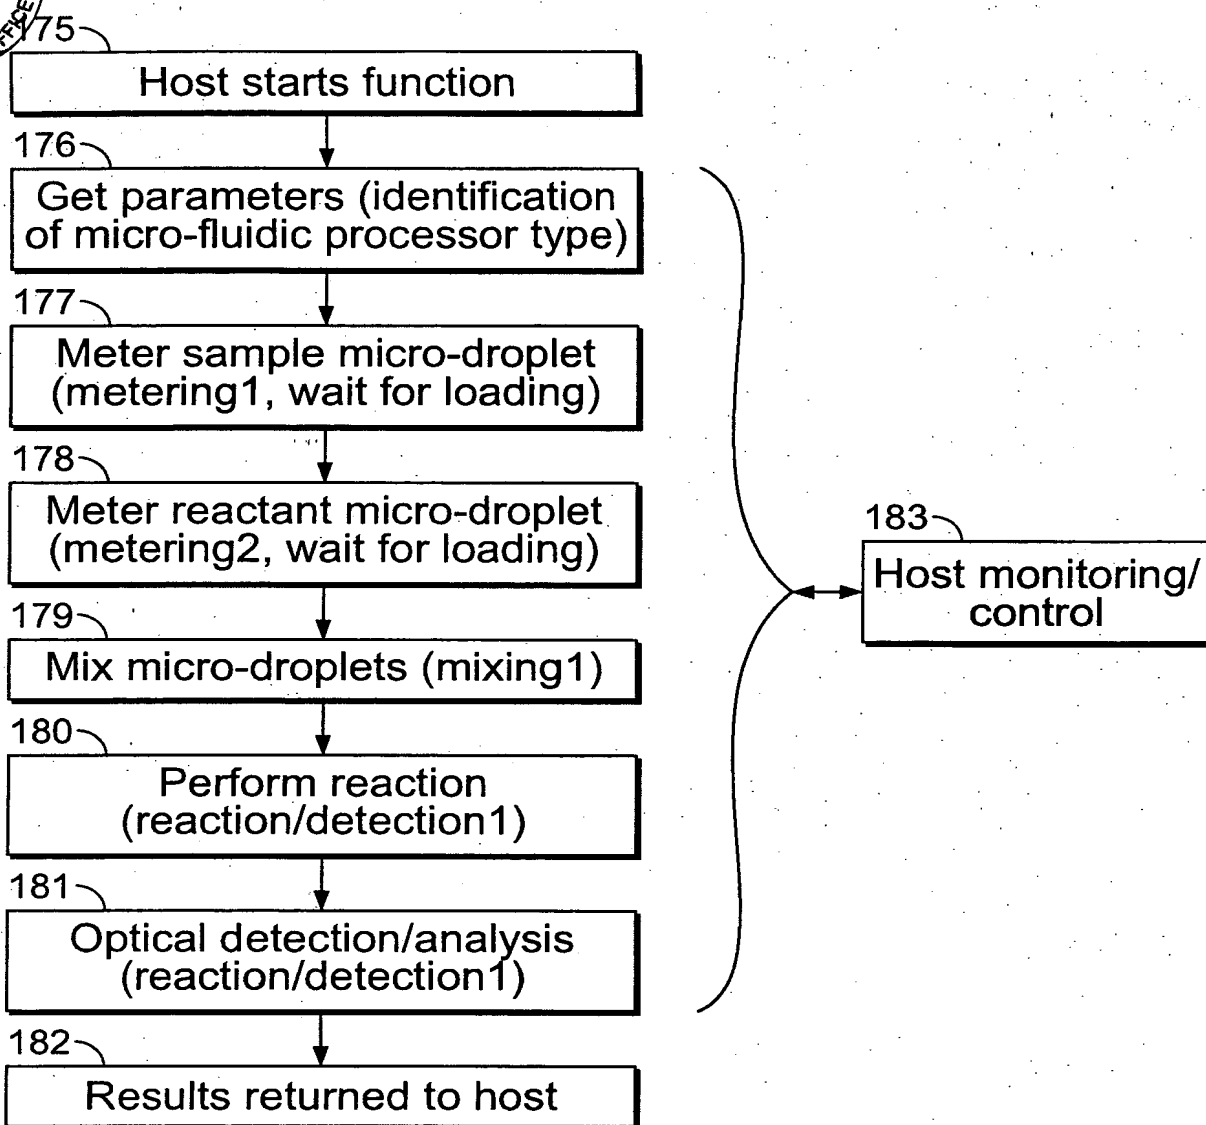 FFICE
175
Host starts function
176
Get parameters (identification
of micro-fluidic processor type)
177
Meter sample micro-droplet
(metering1, wait for loading)
178
Meter reactant micro-droplet
(metering2, wait for loading)
179
Mix micro-droplets (mixing1)
180
Perform reaction
(reaction/detection1)
181
Optical detection/analysis
(reaction/detection1)
182
Results returned to host
183
Host monitoring/
control